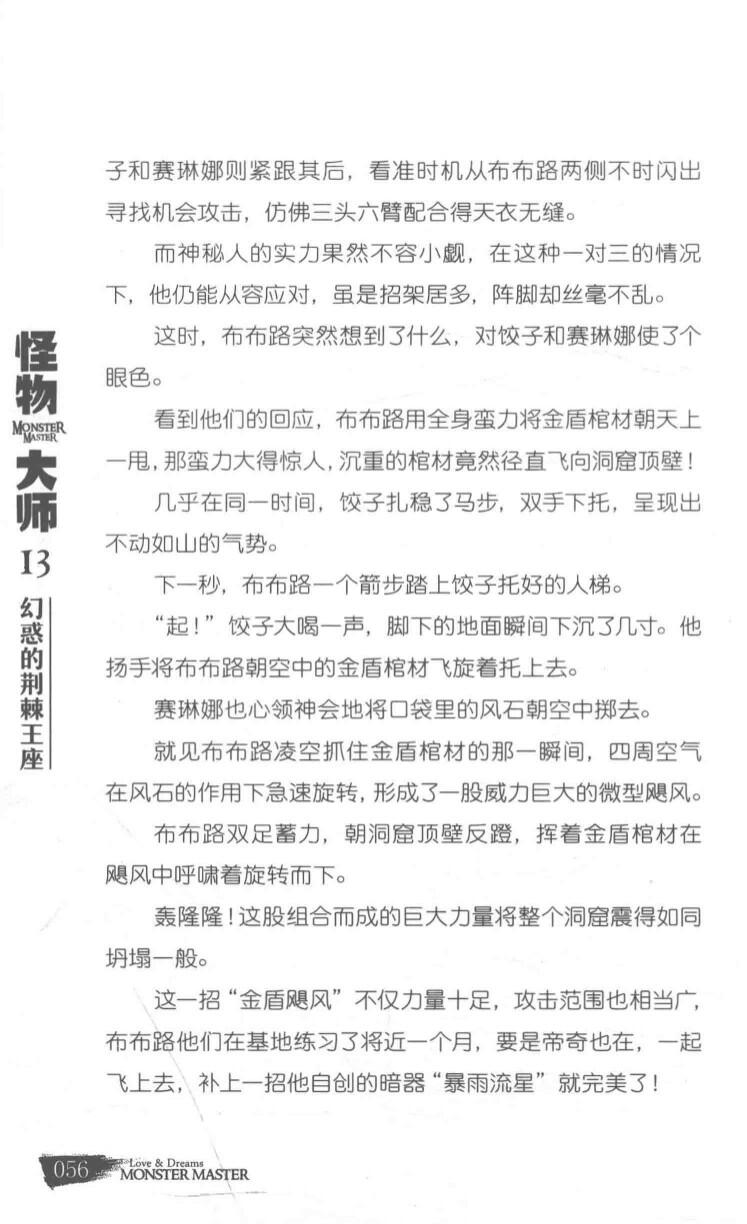 子和赛琳娜则紧跟其后，看准时机从布布路两侧不时闪出
寻找机会攻击，仿佛三头六臂配合得天衣无缝。
而神秘人的实力果然不容小觑，在这种一对三的情况
下，他仍能从容应对，虽是招架居多，阵脚却丝毫不乱。
这时，布布路突然想到了什么，对饺子和赛琳娜使了个
眼色。
看到他们的回应，布布路用全身蛮力将金盾棺材朝天上
一甩，那蛮力大得惊人，沉重的棺材竟然径直飞向洞窟顶壁！
几乎在同一时间，饺子扎稳了马步，双手下托，呈现出
不动如山的气势。
下一秒，布布路一个箭步踏上饺子托好的人梯。
“起！”饺子大喝一声，脚下的地面瞬间下沉了几寸。他
扬手将布布路朝空中的金盾棺材飞旋着托上去。
赛琳娜也心领神会地将口袋里的风石朝空中掷去。
就见布布路凌空抓住金盾棺材的那一瞬间，四周空气
在风石的作用下急速旋转，形成了一股威力巨大的微型飓风。
布布路双足蓄力，朝洞窟顶壁反蹬，挥着金盾棺材在
飓风中呼啸着旋转而下。
轰隆隆！这股组合而成的巨大力量将整个洞窟震得如同
坍塌一般。
这一招“金盾飓风”不仅力量十足，攻击范围也相当广，
布布路他们在基地练习了将近一个月，要是帝奇也在，一起
飞上去，补上一招他自创的暗器“暴雨流星”就完美了！
怪物
MONSTER
MASTER
大师
13
幻惑的荆棘王座
056
Love & Dreams
MONSTER MASTER